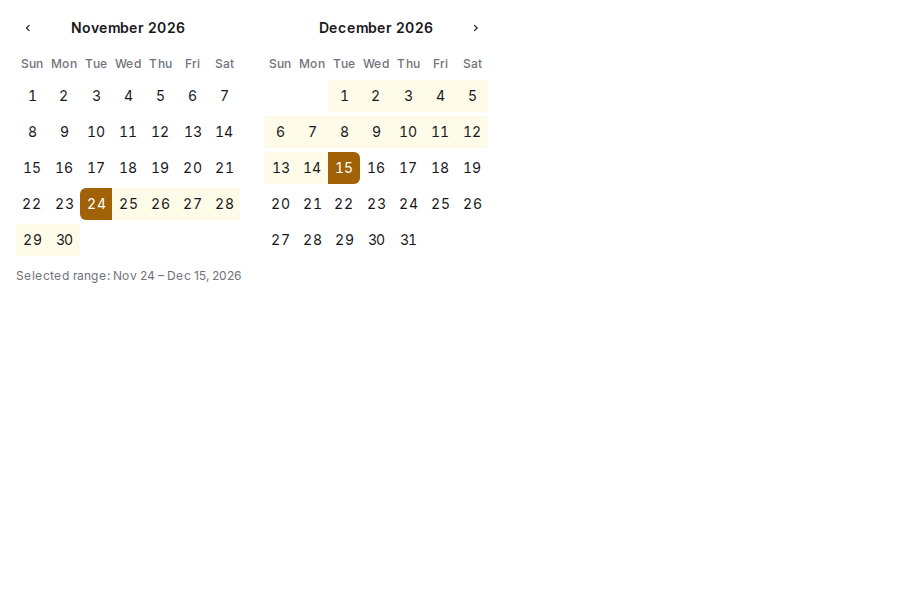 ‹ November 2026
Sun Mon Tue Wed Thu Fri Sat
1 2 3 4 5 6 7
8 9 10 11 12 13 14
15 16 17 18 19 20 21
22 23 24 25 26 27 28
29 30
December 2026 ›
Sun Mon Tue Wed Thu Fri Sat
1 2 3 4 5
6 7 8 9 10 11 12
13 14 15 16 17 18 19
20 21 22 23 24 25 26
27 28 29 30 31
Selected range: Nov 24 – Dec 15, 2026